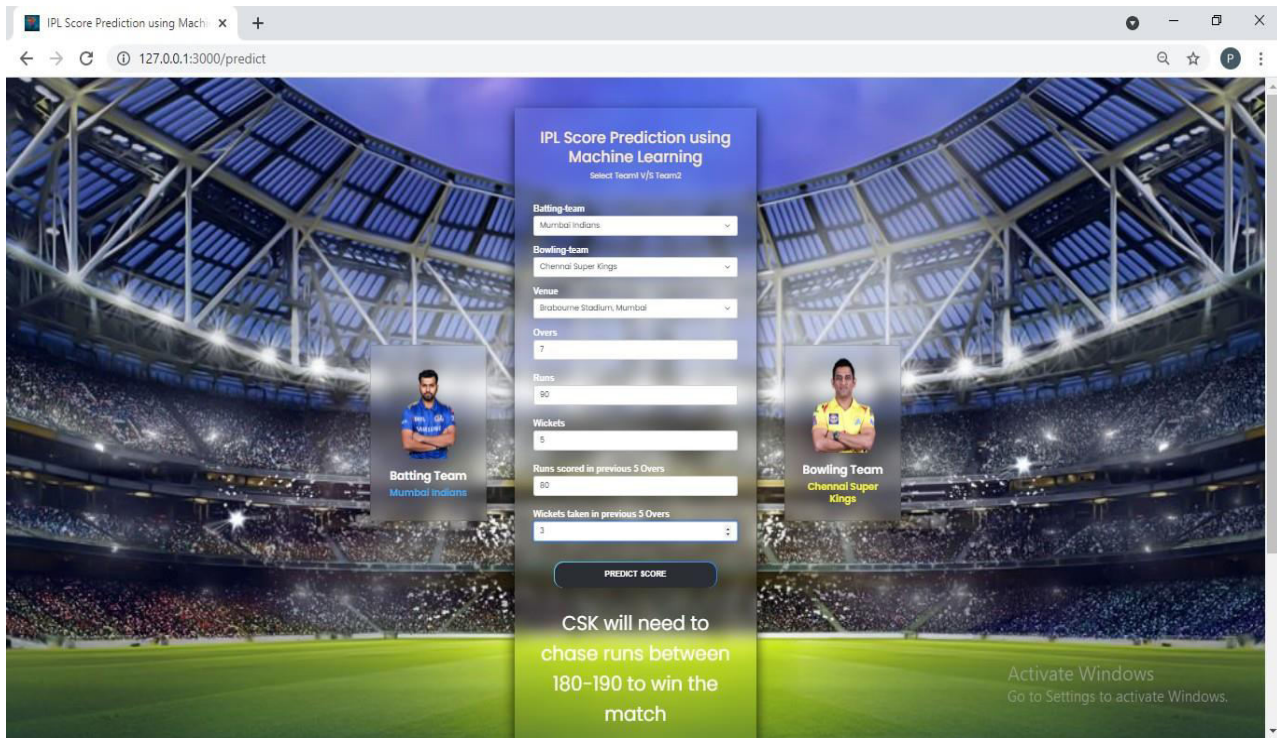 IPL Score Prediction using Machi
127.0.0.1:3000/predict
P
IPL Score Prediction using
Machine Learning
Select Team1 V/S Team2
Batting-team
Mumbai Indians
Bowling-team
Chennai Super Kings
Venue
Brabourne Stadium, Mumbai
Overs
7
Runs
90
Wickets
5
Runs scored in previous 5 Overs
80
Wickets taken in previous 5 Overs
3
Batting Team
Mumbai Indians
Bowling Team
Chennai Super
Kings
PREDICT SCORE
CSK will need to
chase runs between
180-190 to win the
match
Activate Windows
Go to Settings to activate Windows.